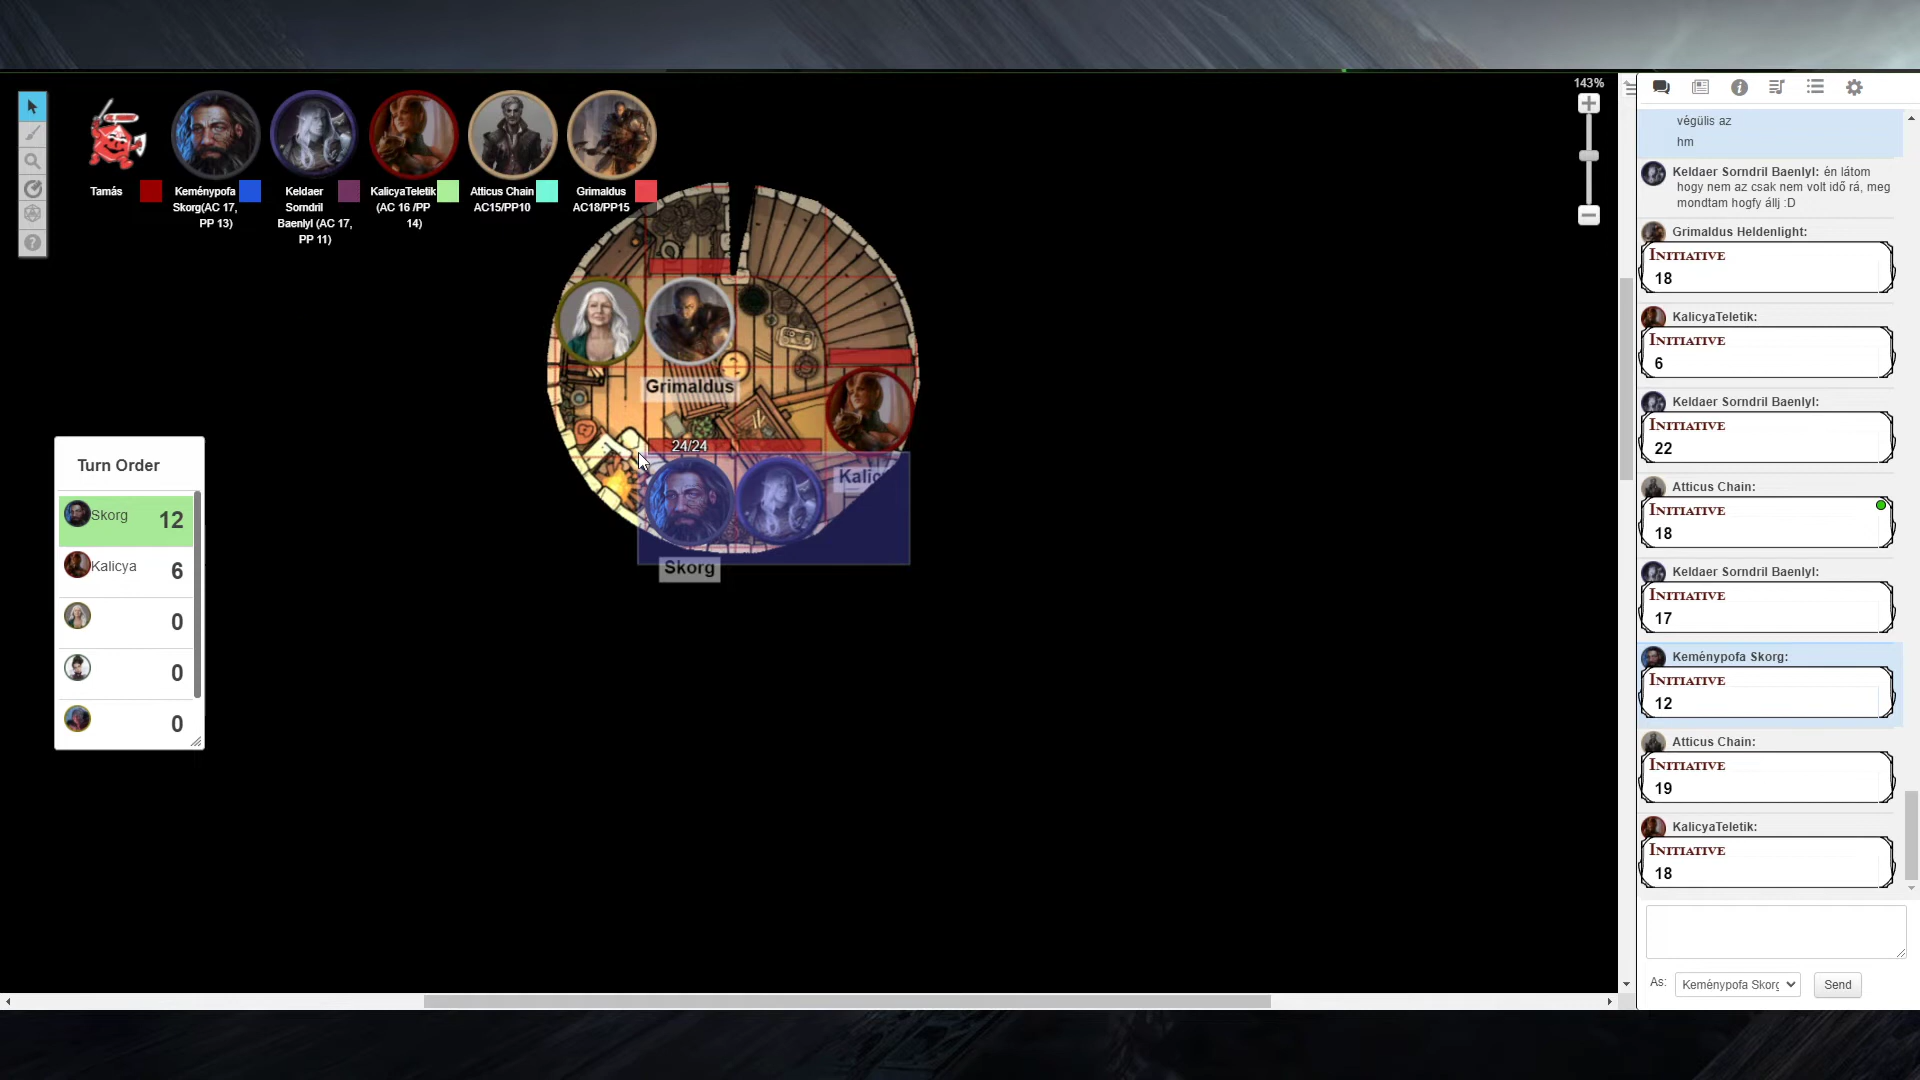 143%
Tamás
Keménypofa
Skorg(AC 17,
PP 13)
Keldaer
Sorndril
Baenlyl (AC 17,
PP 11)
KalicyaTeletik
(AC 16 /PP
14)
Atticus Chain
AC15/PP10
Grimaldus
AC18/PP15
Grimaldus
24/24
Kalic
Skorg
Turn Order
Skorg 12
Kalicya 6
0
0
0
végülis az
hm
Keldaer Sorndril Baenlyl: én látom
hogy nem az csak nem volt idő rá, meg
mondtam hogfy állj :D
Grimaldus Heldenlight:
INITIATIVE
18
KalicyaTeletik:
INITIATIVE
6
Keldaer Sorndril Baenlyl:
INITIATIVE
22
Atticus Chain:
INITIATIVE
18
Keldaer Sorndril Baenlyl:
INITIATIVE
17
Keménypofa Skorg:
INITIATIVE
12
Atticus Chain:
INITIATIVE
19
KalicyaTeletik:
INITIATIVE
18
As: Keménypofa Skorg Send